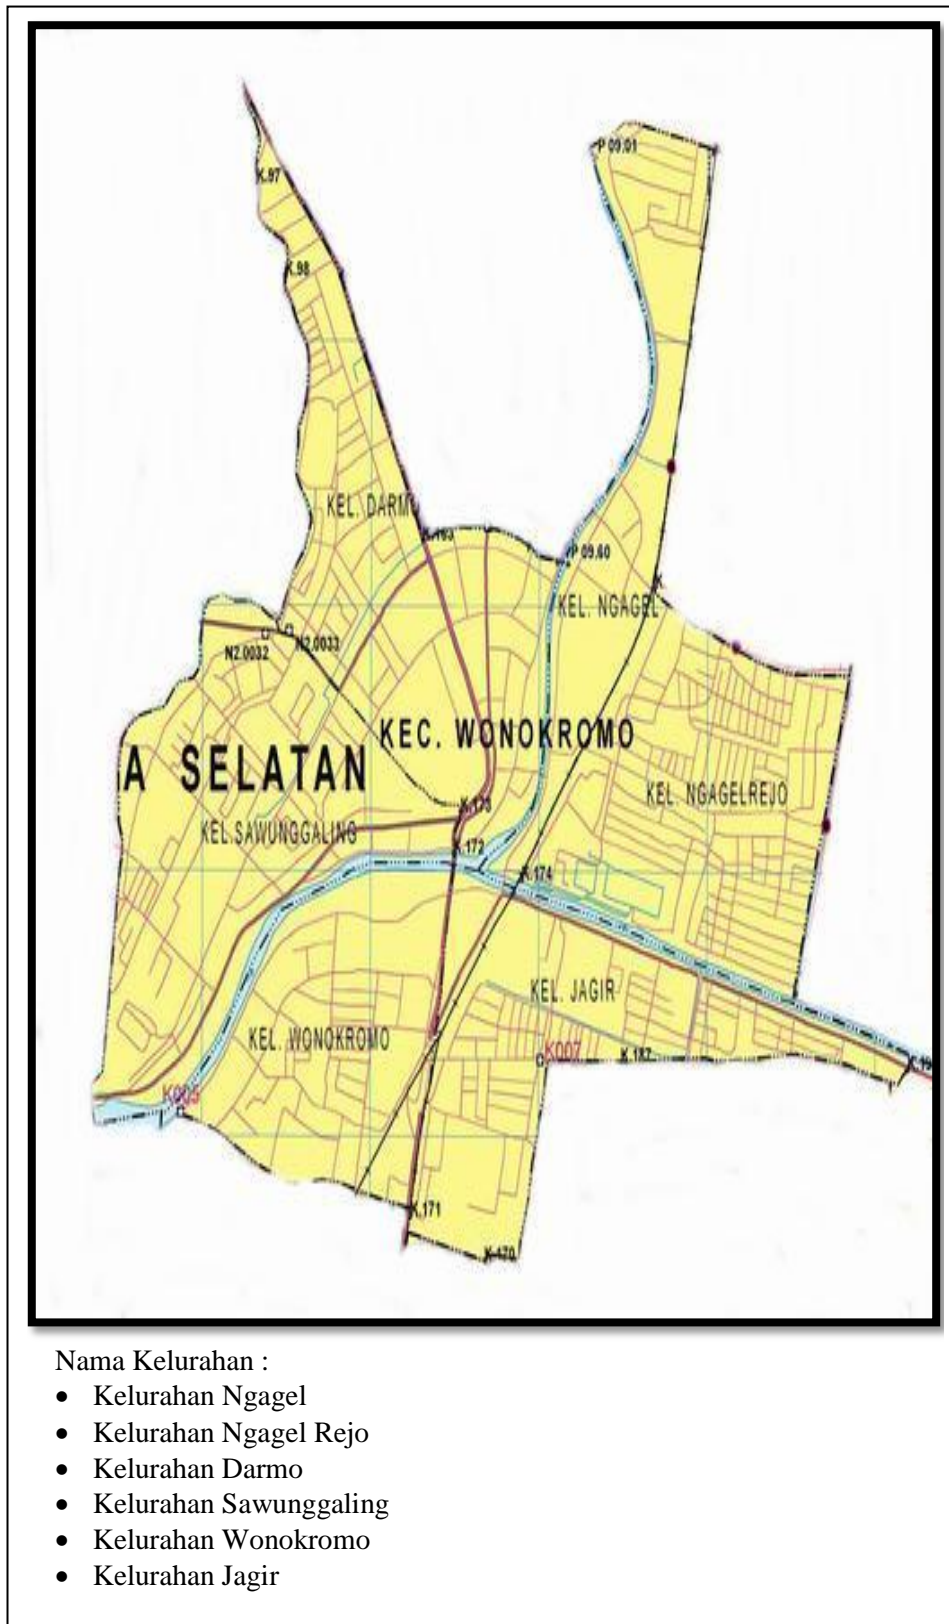 P 09.01
K.97
K.98
KEL. DARMO
P 09.60
KEL. NGAGEL
N2.0032
N2.0033
KEC. WONOKROMO
A SELATAN
KEL. NGAGELREJO
K.173
KEL.SAWUNGGALING
K.172
K.174
KEL. JAGIR
KEL. WONOKROMO
K007
K.187
K005
K.171
K.170
Nama Kelurahan :
• Kelurahan Ngagel
• Kelurahan Ngagel Rejo
• Kelurahan Darmo
• Kelurahan Sawunggaling
• Kelurahan Wonokromo
• Kelurahan Jagir